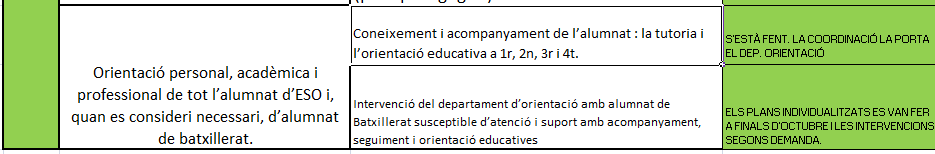 Coneixement i acompanyament de l'alumnat : la tutoria i
l'orientació educativa a 1r, 2n, 3r i 4t.
S'ESTÀ FENT. LA COORDINACIÓ LA PORTA
EL DEP. ORIENTACIÓ
Orientació personal, acadèmica i
professional de tot l'alumnat d'ESO i,
quan es consideri necessari, d'alumnat
de batxillerat.
Intervenció del departament d'orientació amb alumnat de
Batxillerat susceptible d'atenció i suport amb acompanyament,
seguiment i orientació educatives
ELS PLANS INDIVIDUALITZATS ES VAN FER
A FINALS D'OCTUBRE I LES INTERVENCIONS
SEGONS DEMANDA.